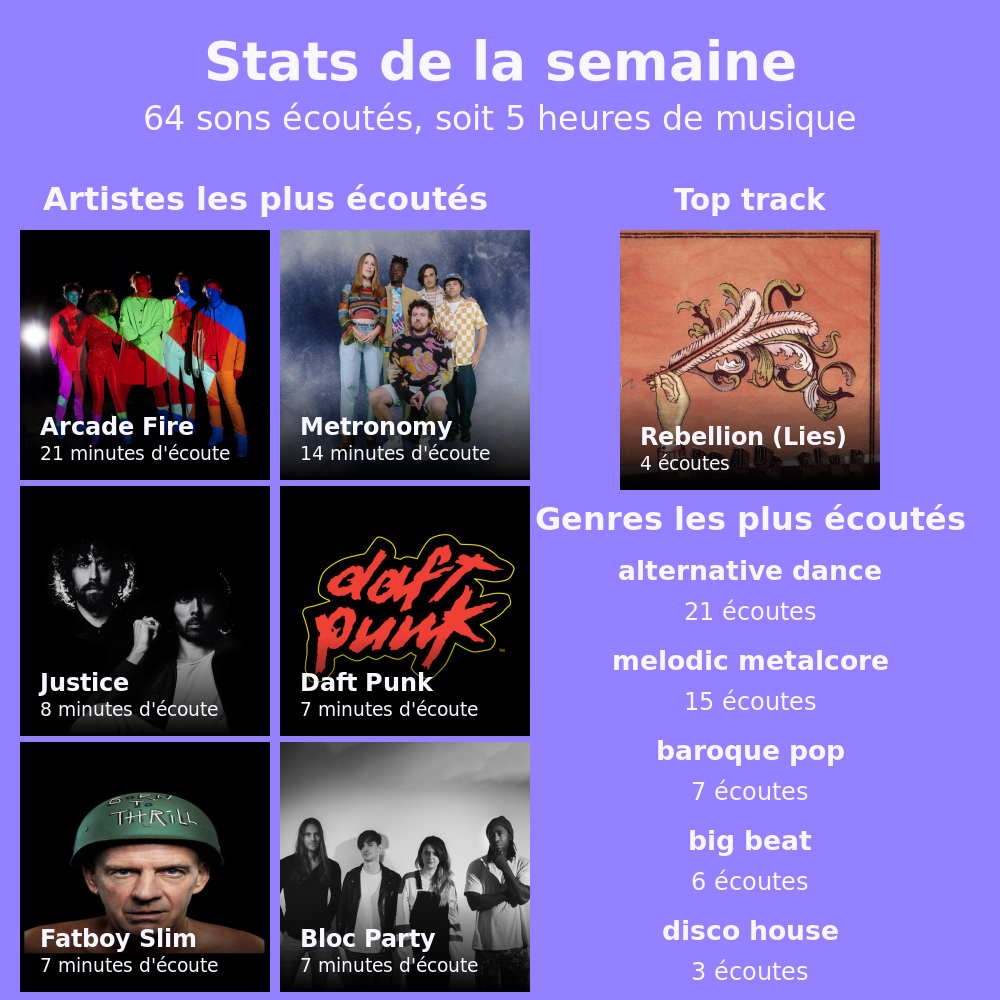 Stats de la semaine
64 sons écoutés, soit 5 heures de musique
Artistes les plus écoutés
Arcade Fire
21 minutes d'écoute
Metronomy
14 minutes d'écoute
Justice
8 minutes d'écoute
daft
punk
Daft Punk
7 minutes d'écoute
BORN
TO
THRILL
Fatboy Slim
7 minutes d'écoute
Bloc Party
7 minutes d'écoute
Top track
Rebellion (Lies)
4 écoutes
Genres les plus écoutés
alternative dance
21 écoutes
melodic metalcore
15 écoutes
baroque pop
7 écoutes
big beat
6 écoutes
disco house
3 écoutes